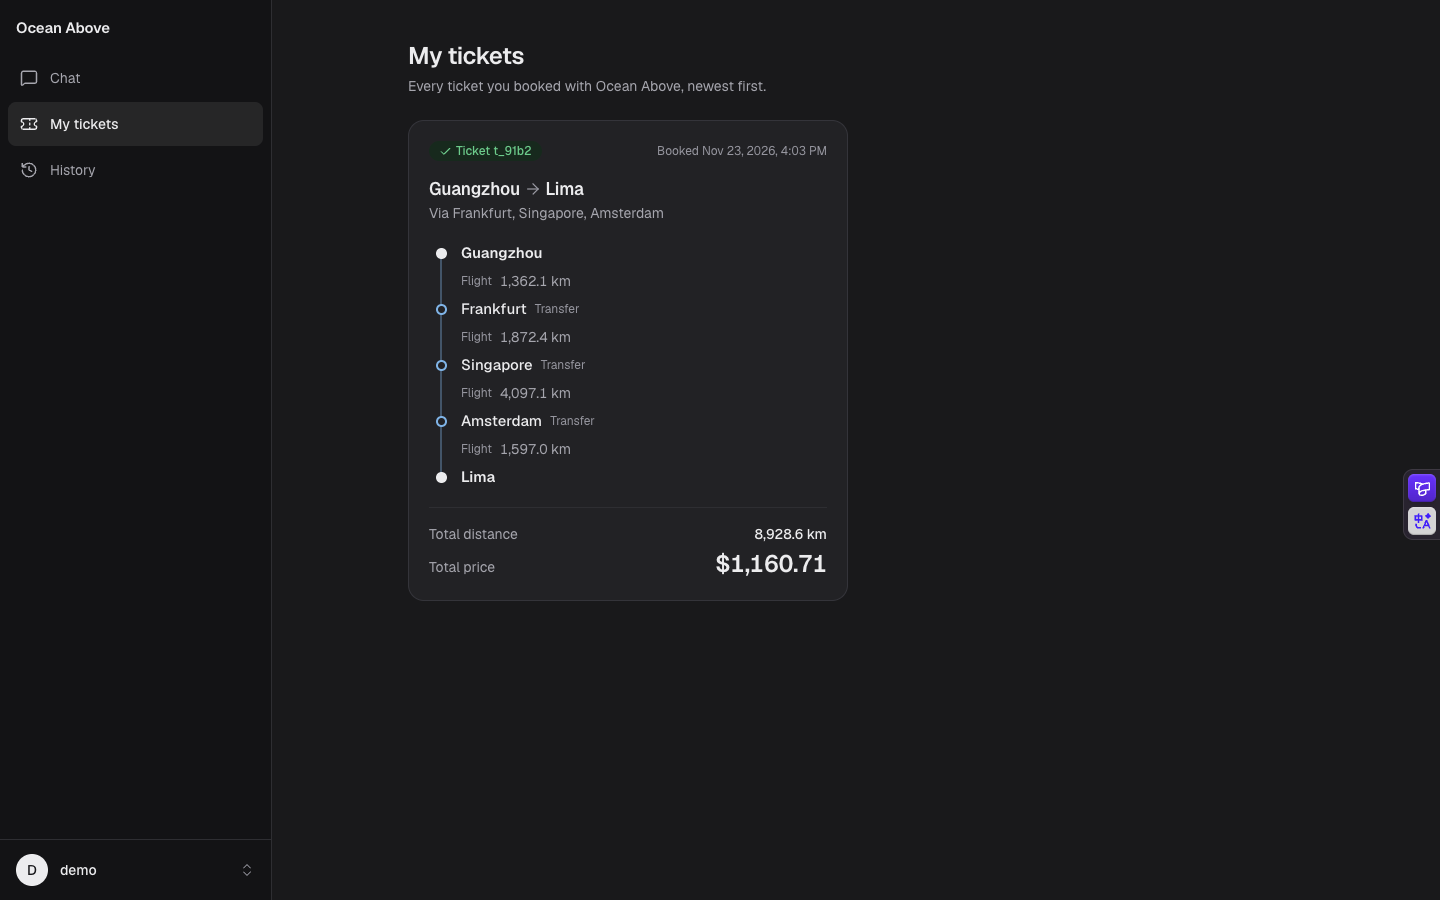 Ocean Above
Chat
My tickets
History
My tickets
Every ticket you booked with Ocean Above, newest first.
Ticket t_91b2 Booked Nov 23, 2026, 4:03 PM
Guangzhou → Lima
Via Frankfurt, Singapore, Amsterdam
Guangzhou
Flight 1,362.1 km
Frankfurt Transfer
Flight 1,872.4 km
Singapore Transfer
Flight 4,097.1 km
Amsterdam Transfer
Flight 1,597.0 km
Lima
Total distance 8,928.6 km
Total price $1,160.71
中A
D demo